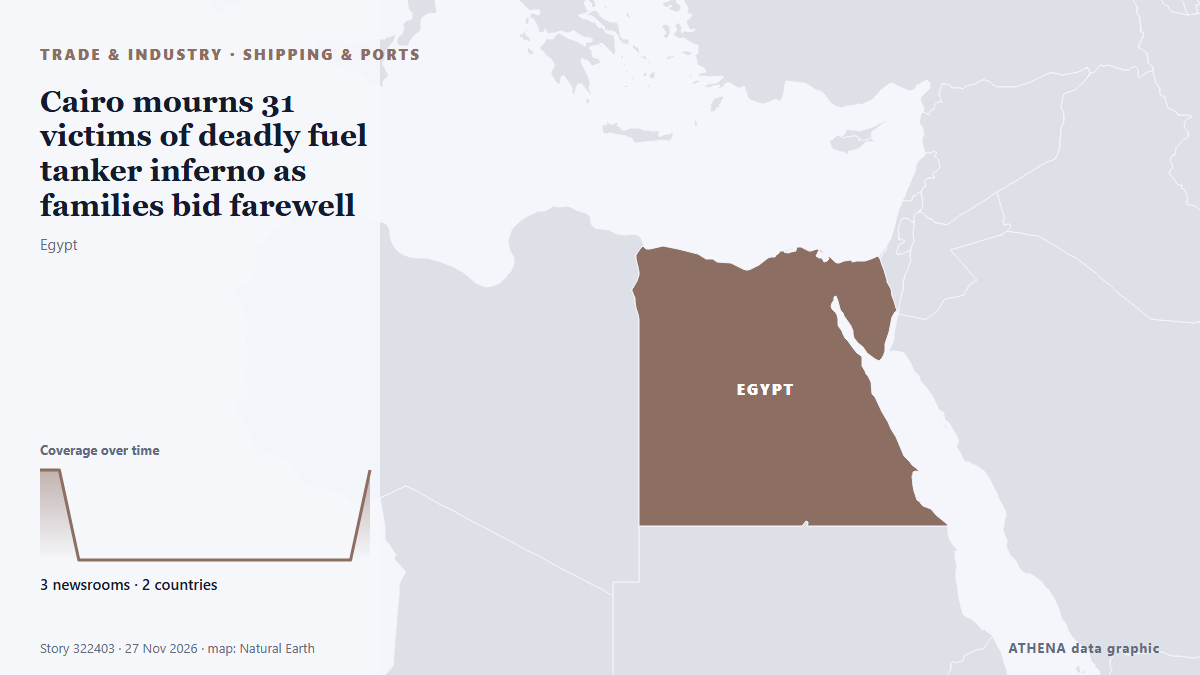 TRADE & INDUSTRY · SHIPPING & PORTS
Cairo mourns 31
victims of deadly fuel
tanker inferno as
families bid farewell
Egypt
EGYPT
Coverage over time
3 newsrooms · 2 countries
Story 322403 · 27 Nov 2026 · map: Natural Earth
ATHENA data graphic